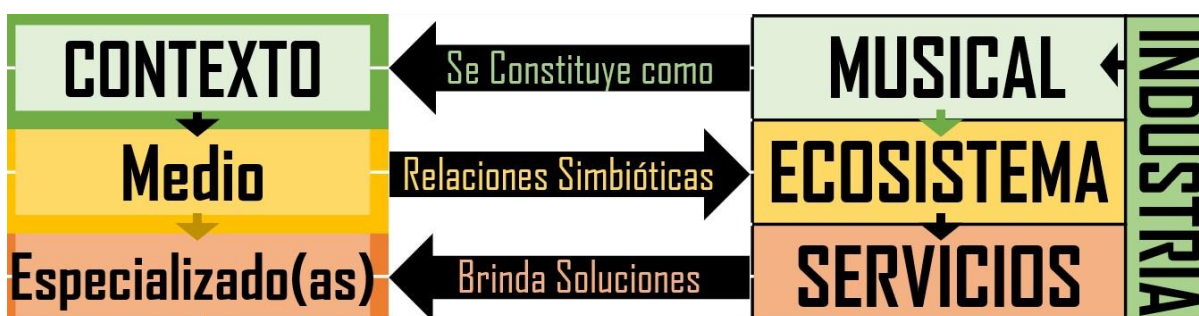 CONTEXTO
Se Constituye como
MUSICAL
INDUSTRIA
Medio
Relaciones Simbióticas
ECOSISTEMA
Especializado(as)
Brinda Soluciones
SERVICIOS